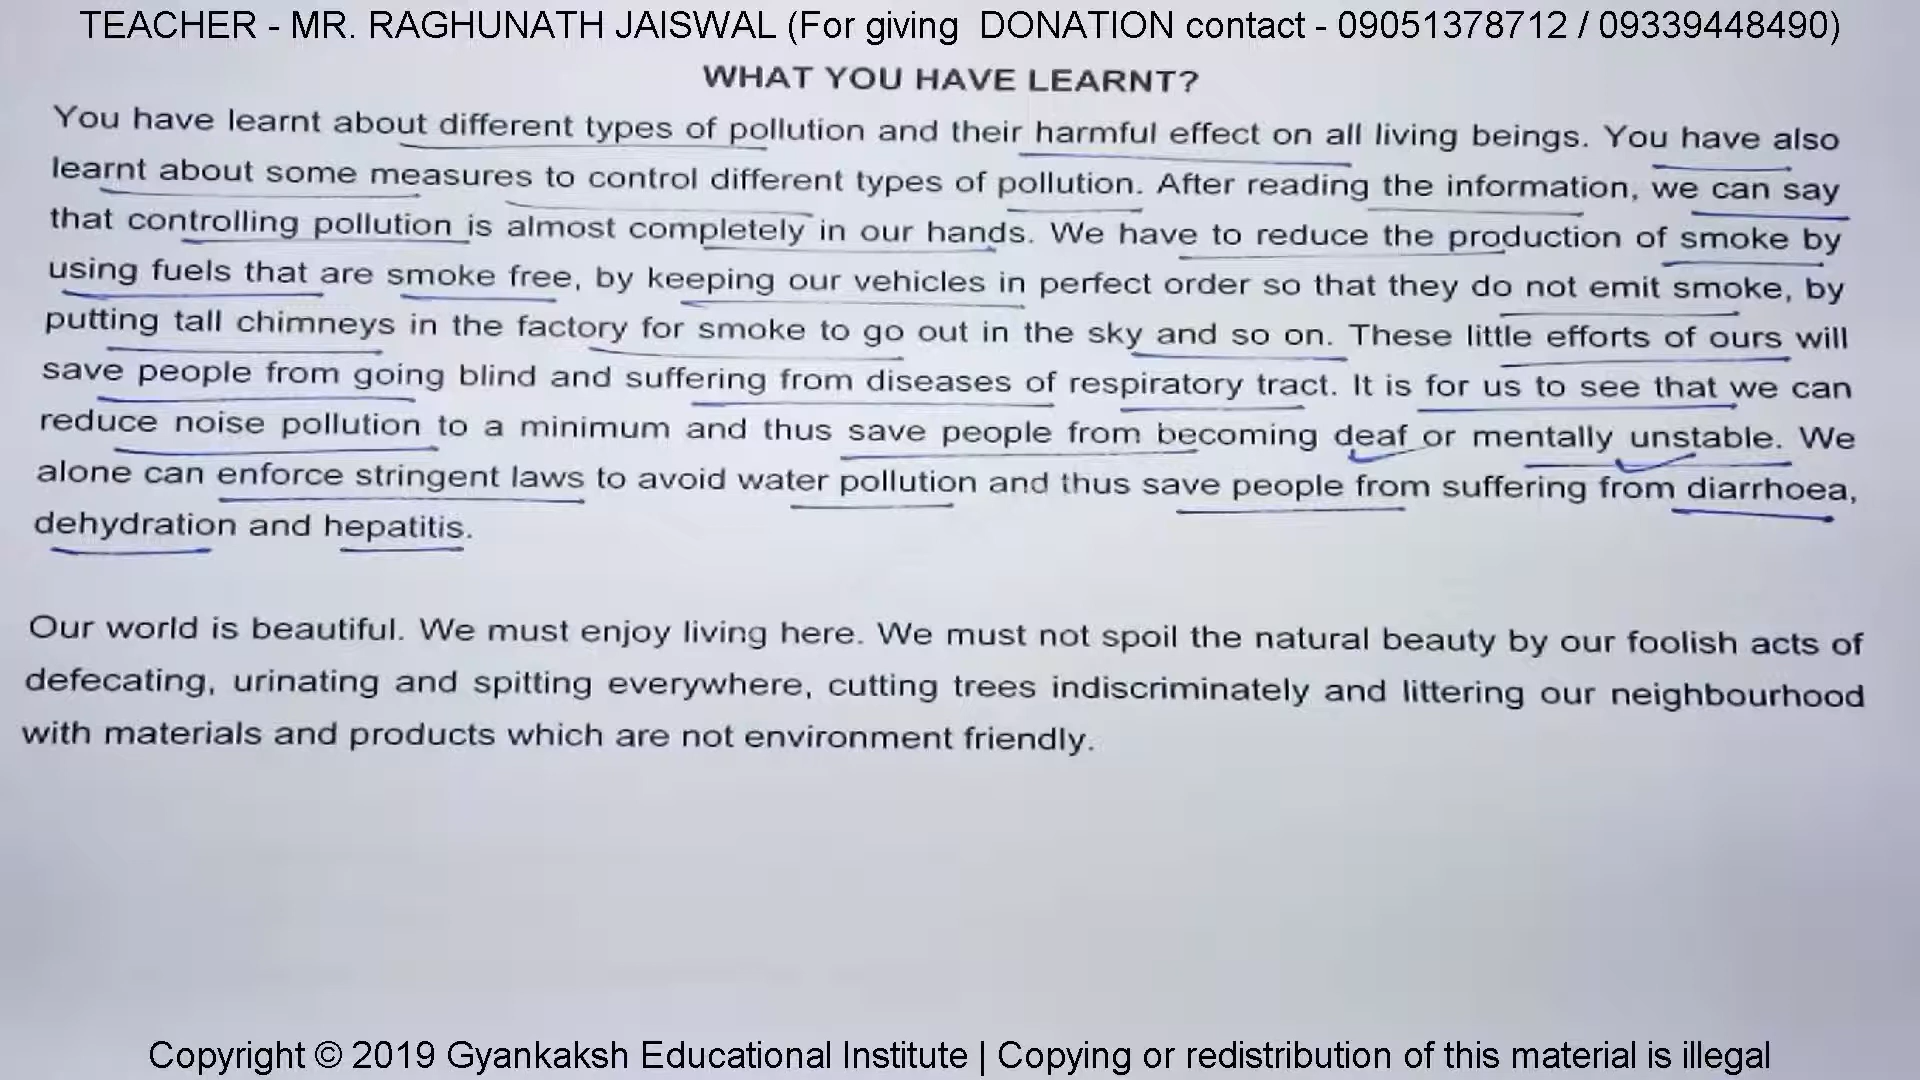 TEACHER - MR. RAGHUNATH JAISWAL (For giving  DONATION contact - 09051378712 / 09339448490)
WHAT YOU HAVE LEARNT?
You have learnt about different types of pollution and their harmful effect on all living beings. You have also
learnt about some measures to control different types of pollution. After reading the information, we can say
that controlling pollution is almost completely in our hands. We have to reduce the production of smoke by
using fuels that are smoke free, by keeping our vehicles in perfect order so that they do not emit smoke, by
putting tall chimneys in the factory for smoke to go out in the sky and so on. These little efforts of ours will
save people from going blind and suffering from diseases of respiratory tract. It is for us to see that we can
reduce noise pollution to a minimum and thus save people from becoming deaf or mentally unstable. We
alone can enforce stringent laws to avoid water pollution and thus save people from suffering from diarrhoea,
dehydration and hepatitis.
Our world is beautiful. We must enjoy living here. We must not spoil the natural beauty by our foolish acts of
defecating, urinating and spitting everywhere, cutting trees indiscriminately and littering our neighbourhood
with materials and products which are not environment friendly.
Copyright © 2019 Gyankaksh Educational Institute | Copying or redistribution of this material is illegal